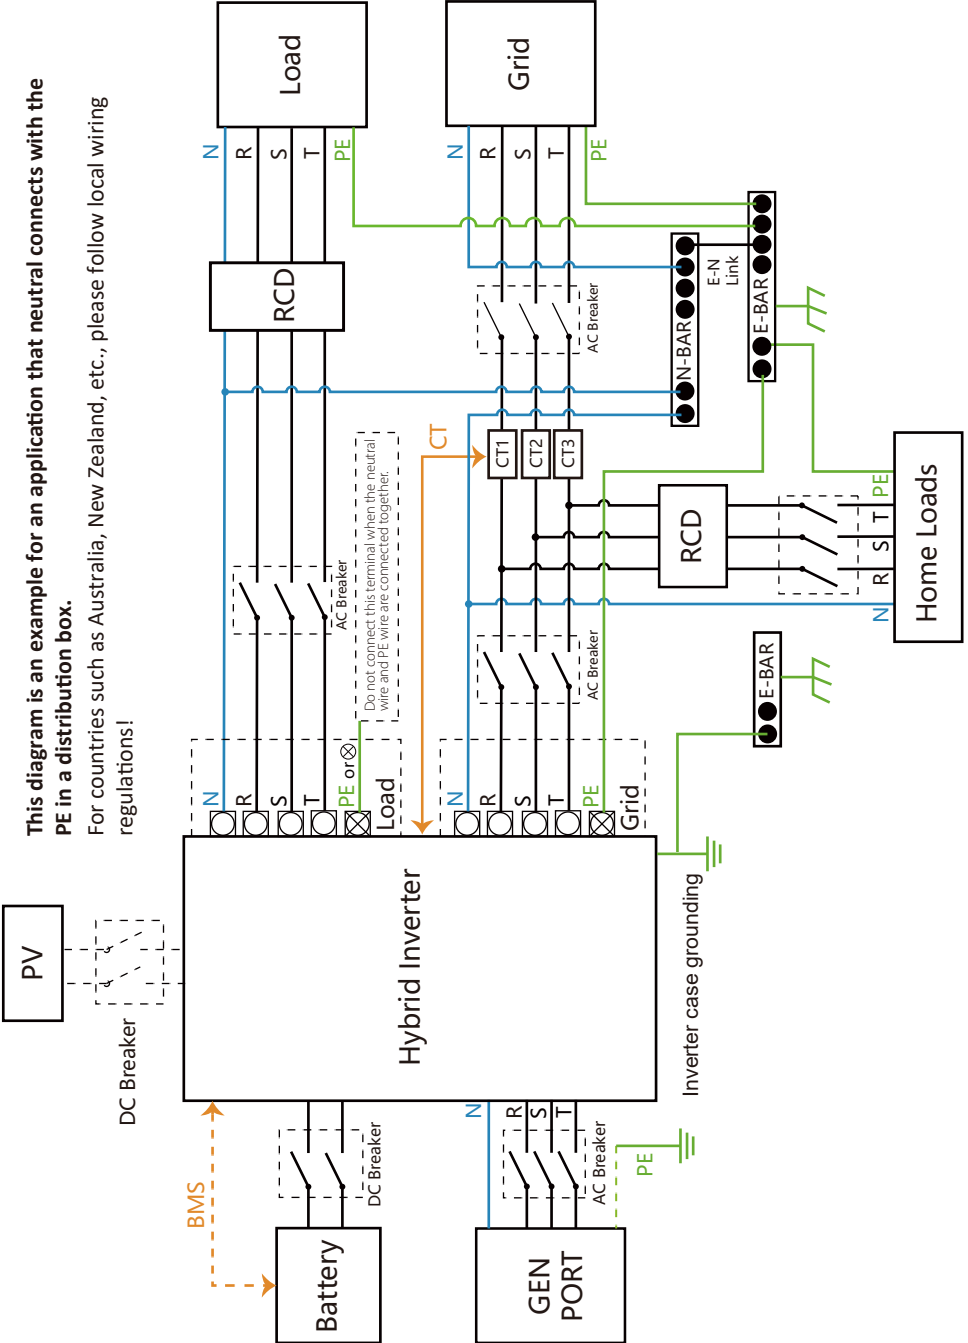 This diagram is an example for an application that neutral connects with the
PE in a distribution box.
For countries such as Australia, New Zealand, etc., please follow local wiring
regulations!
PV
DC Breaker
BMS
Battery
DC Breaker
Hybrid Inverter
GEN
PORT
N
R
S
T
AC Breaker
PE
Inverter case grounding
N
R
S
T
PE or
Load
AC Breaker
Do not connect this terminal when the neutral
wire and PE wire are connected together.
RCD
N
R
S
T
PE
Load
CT
N
R
S
T
PE
Grid
AC Breaker
CT1
CT2
CT3
AC Breaker
N
R
S
T
PE
Grid
N-BAR
E-N
Link
E-BAR
RCD
N
R
S
T
PE
Home Loads
E-BAR